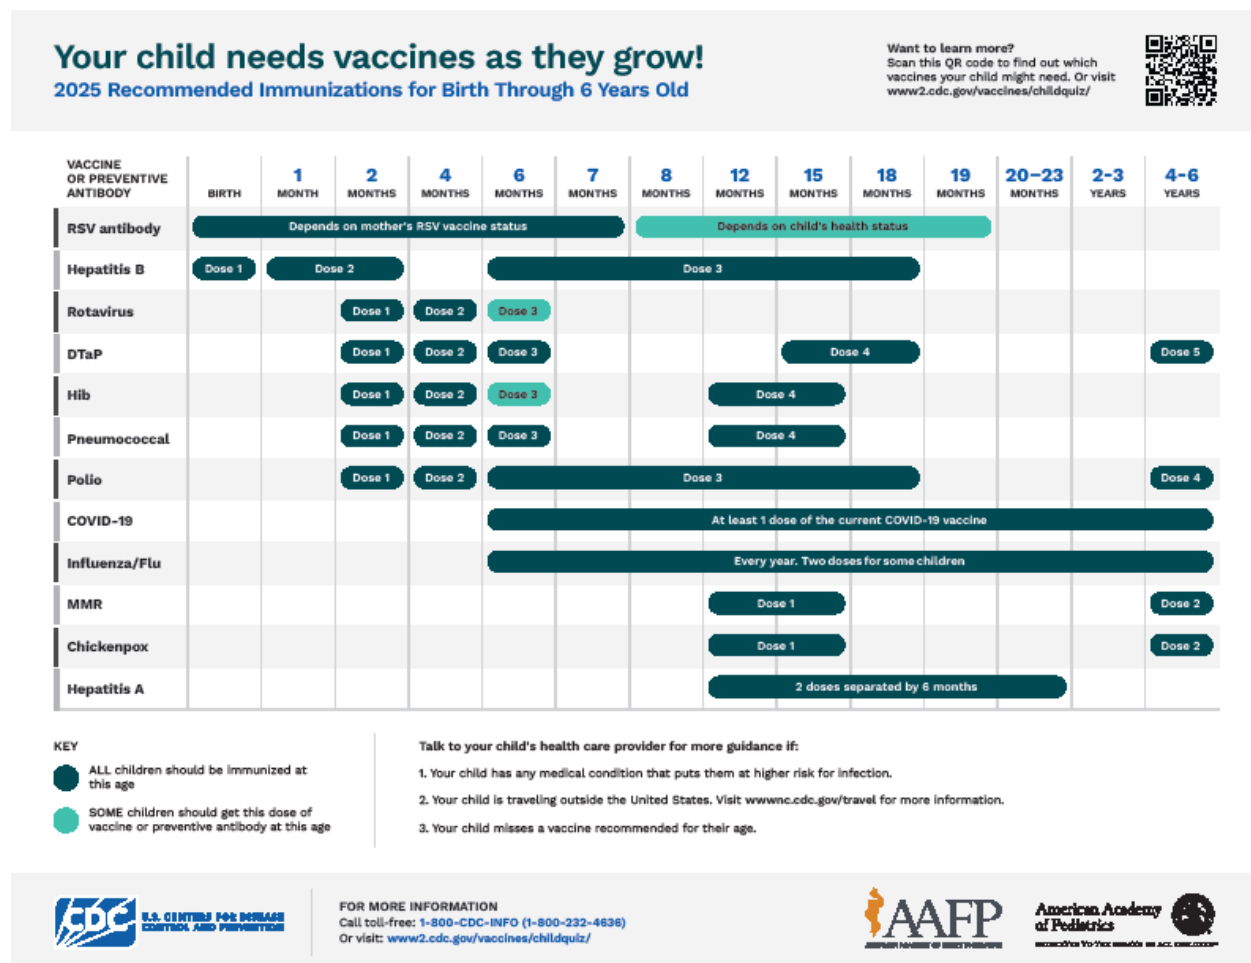 Your child needs vaccines as they grow!
2025 Recommended Immunizations for Birth Through 6 Years Old
Want to learn more?
Scan this QR code to find out which
vaccines your child might need. Or visit
www2.cdc.gov/vaccines/childquiz/
VACCINE
OR PREVENTIVE
ANTIBODY
BIRTH
1 MONTH
2 MONTHS
4 MONTHS
6 MONTHS
7 MONTHS
8 MONTHS
12 MONTHS
15 MONTHS
18 MONTHS
19 MONTHS
20–23 MONTHS
2-3 YEARS
4-6 YEARS
RSV antibody Depends on mother's RSV vaccine status Depends on child's health status
Hepatitis B Dose 1 Dose 2 Dose 3
Rotavirus Dose 1 Dose 2 Dose 3
DTaP Dose 1 Dose 2 Dose 3 Dose 4 Dose 5
Hib Dose 1 Dose 2 Dose 3 Dose 4
Pneumococcal Dose 1 Dose 2 Dose 3 Dose 4
Polio Dose 1 Dose 2 Dose 3 Dose 4
COVID-19 At least 1 dose of the current COVID-19 vaccine
Influenza/Flu Every year. Two doses for some children
MMR Dose 1 Dose 2
Chickenpox Dose 1 Dose 2
Hepatitis A 2 doses separated by 6 months
KEY
ALL children should be immunized at
this age
SOME children should get this dose of
vaccine or preventive antibody at this age
Talk to your child's health care provider for more guidance if:
1. Your child has any medical condition that puts them at higher risk for infection.
2. Your child is traveling outside the United States. Visit wwwnc.cdc.gov/travel for more information.
3. Your child misses a vaccine recommended for their age.
CDC
U.S. CENTERS FOR DISEASE
CONTROL AND PREVENTION
FOR MORE INFORMATION
Call toll-free: 1-800-CDC-INFO (1-800-232-4636)
Or visit: www2.cdc.gov/vaccines/childquiz/
AAFP
American Academy
of Pediatrics